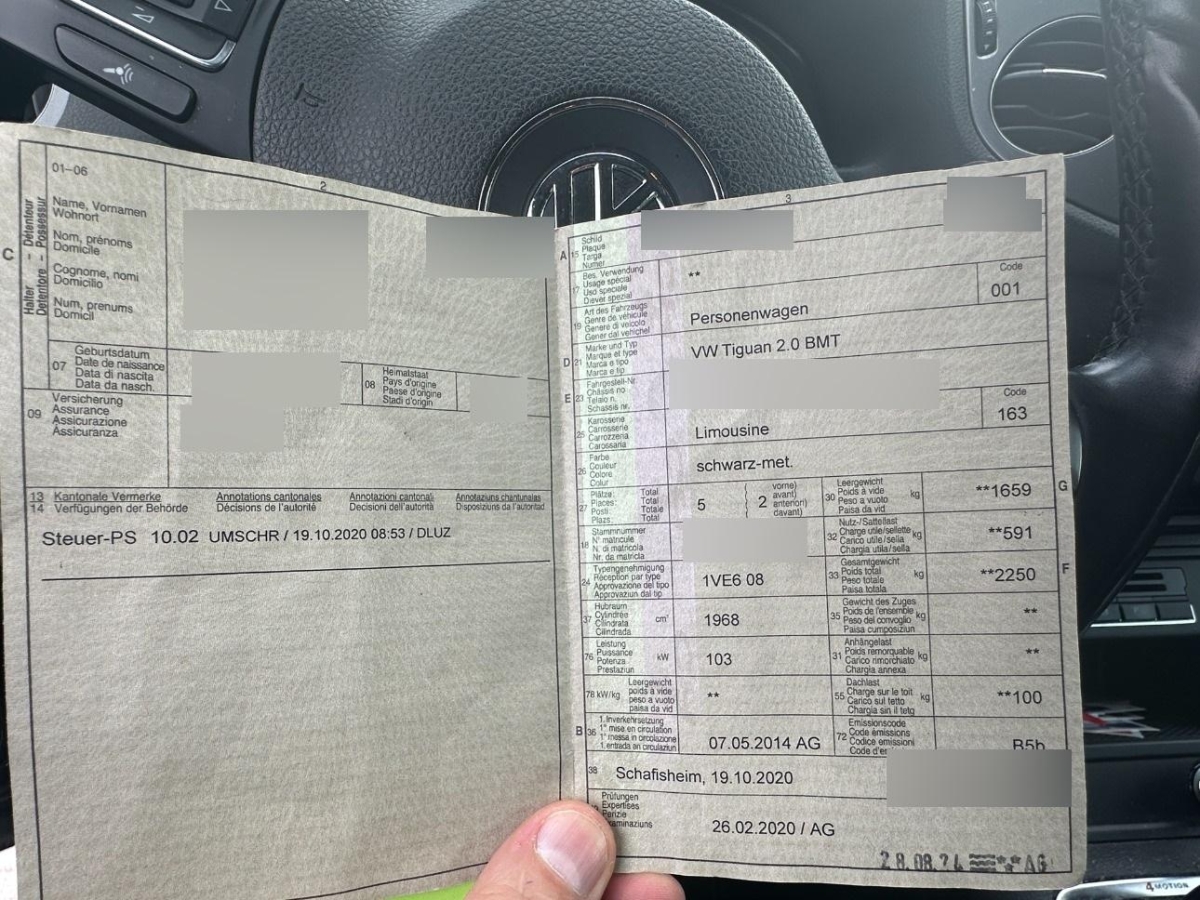 01–06
2
C
Halter - Détenteur
Detentore - Possessur
Name, Vornamen
Wohnort
Nom, prénoms
Domicile
Cognome, nomi
Domicilio
Num, prenums
Domicil
07
Geburtsdatum
Date de naissance
Data di nascita
Data da nasch.
08
Heimatstaat
Pays d'origine
Paese d'origine
Stadi d'origin
09
Versicherung
Assurance
Assicurazione
Assicuranza
13 Kantonale Vermerke Annotations cantonales Annotazioni cantonali Annotaziuns chantunalas
14 Verfügungen der Behörde Décisions de l'autorité Decisioni dell'autorità Disposiziuns da l'autoritad
Steuer-PS 10.02 UMSCHR / 19.10.2020 08:53 / DLUZ
3
A 15
Schild
Plaque
Targa
Numer
17
Bes. Verwendung
Usage spécial
Uso speciale
Diever spezial
**
Code
001
19
Art des Fahrzeugs
Genre de véhicule
Genere di veicolo
Gener dal vehichel
Personenwagen
D 21
Marke und Typ
Marque et type
Marca e tipo
Marca e tip
VW Tiguan 2.0 BMT
E 23
Fahrgestell-Nr.
Châssis no
Telaio n.
Schassis nr.
25
Karosserie
Carrosserie
Carrozzeria
Carossaria
Limousine
Code
163
26
Farbe
Couleur
Colore
Colur
schwarz-met.
27
Plätze: Total
Places: Total
Posti: Totale
Plazs: Total
5
2
vorne)
avant)
anteriori)
davant)
30
Leergewicht
Poids à vide
Peso a vuoto
Paisa da vid
kg
**1659
G
18
Stammnummer
N° matricule
N. di matricola
Nr. da matricla
32
Nutz-/Sattellast
Charge utile/sellette
Carico utile/sella
Chargia utila/sella
kg
**591
24
Typengenehmigung
Réception par type
Approvazione del tipo
Approvaziun dal tip
1VE6 08
33
Gesamtgewicht
Poids total
Peso totale
Paisa totala
kg
**2250
F
37
Hubraum
Cylindrée
Cilindrata
Cilindrada
cm³
1968
35
Gewicht des Zuges
Poids de l'ensemble
Peso del convoglio
Paisa cumposiziun
kg
**
76
Leistung
Puissance
Potenza
Prestaziun
kW
103
31
Anhängelast
Poids remorquable
Carico rimorchiato
Chargia annexa
kg
**
78 kW/kg
Leergewicht
poids à vide
peso a vuoto
paisa da vid
**
55
Dachlast
Charge sur le toit
Carico sul tetto
Chargia sin il tetg
kg
**100
B 36
1. Inverkehrsetzung
1re mise en circulation
1a messa in circolazione
1. entrada en circulaziun
07.05.2014 AG
72
Emissionscode
Code émissions
Codice emissioni
B5b
38
Schafisheim, 19.10.2020
Prüfungen
Expertises
26.02.2020 / AG
28.08.24 AG
4MOTION